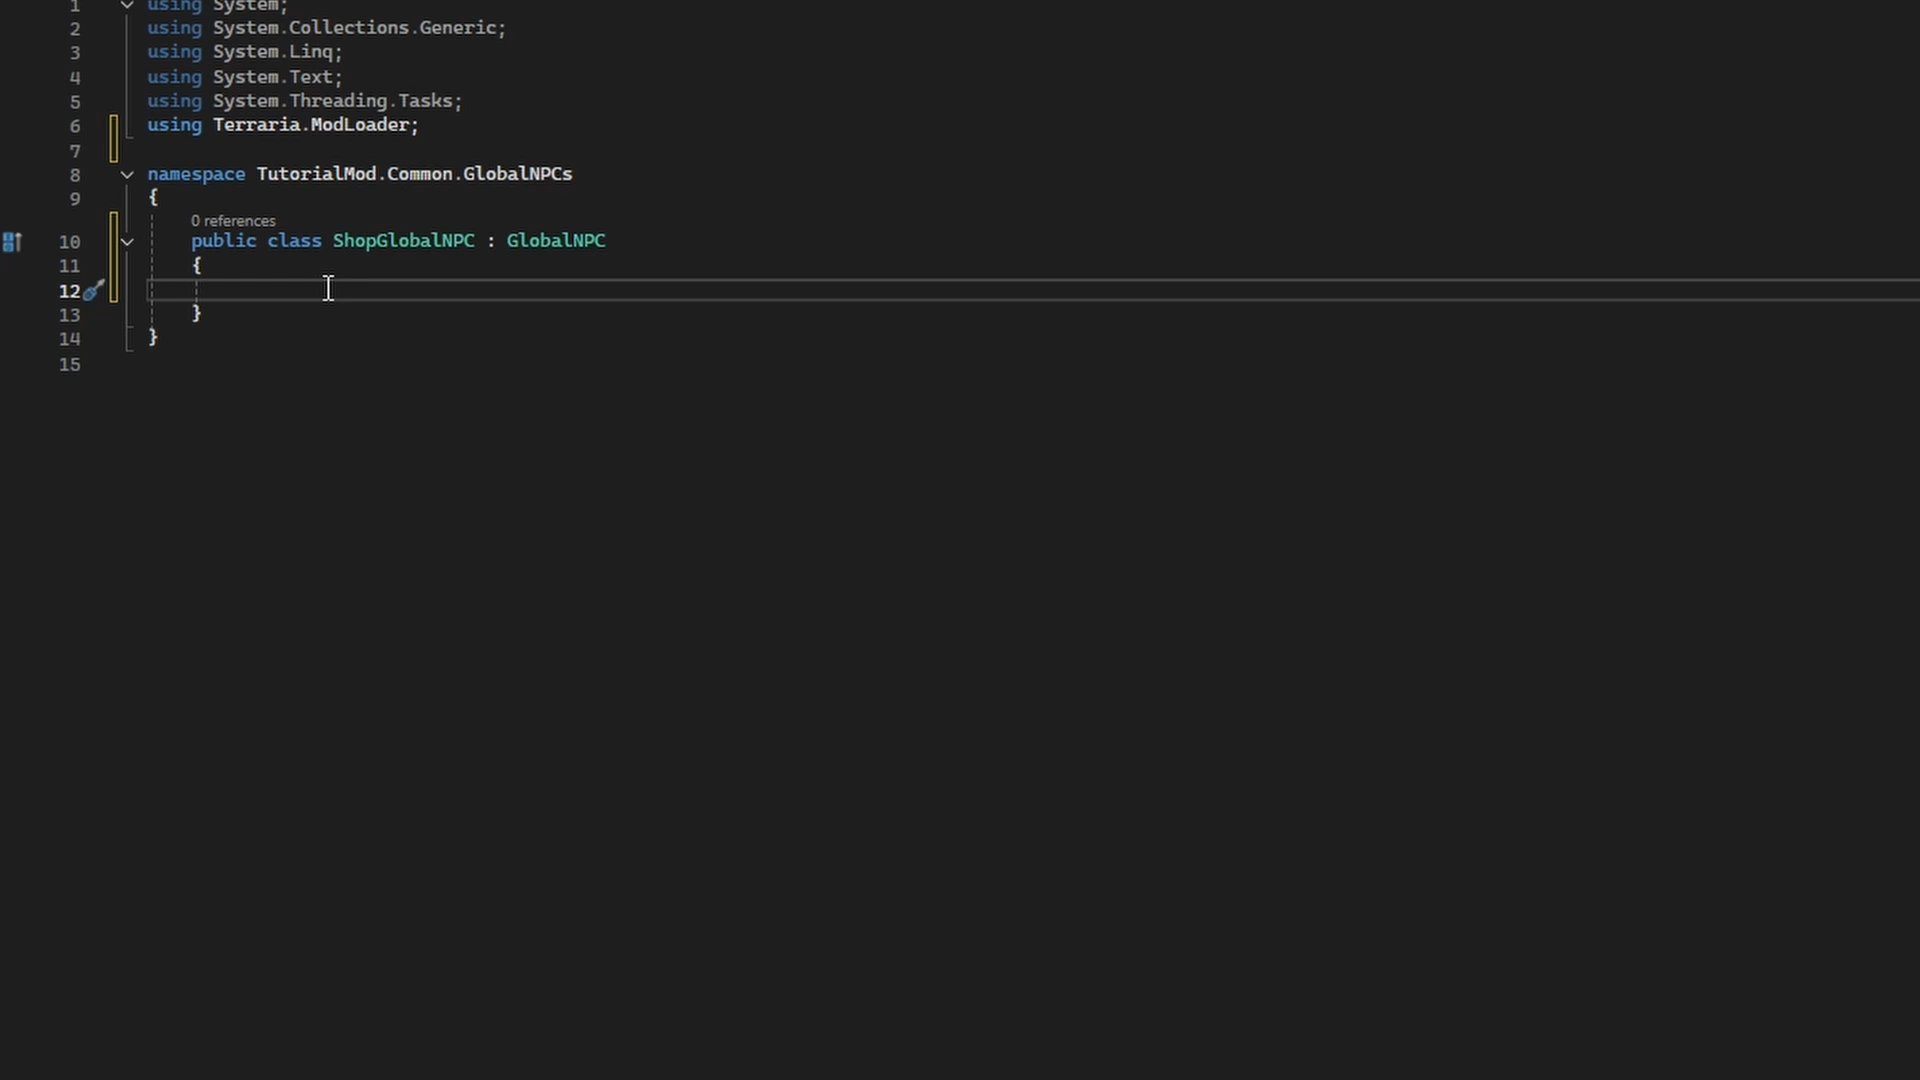 1 using System;
2 using System.Collections.Generic;
3 using System.Linq;
4 using System.Text;
5 using System.Threading.Tasks;
6 using Terraria.ModLoader;
7
8 namespace TutorialMod.Common.GlobalNPCs
9 {
0 references
10 public class ShopGlobalNPC : GlobalNPC
11 {
12
13 }
14 }
15